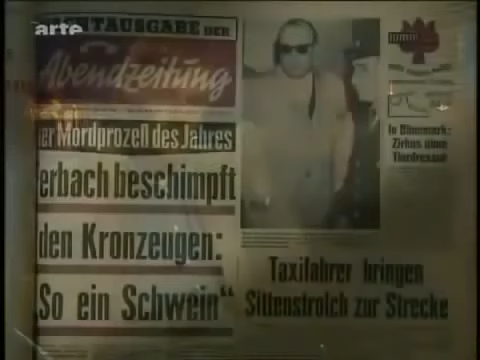 arte
NTAUSGABE DER
Abendzeitung
er Mordprozeß des Jahres
erbach beschimpft
den Kronzeugen:
So ein Schwein“
In Dänemark:
Zirkus ohne
Tierdressur
Taxifahrer bringen
Sittenstrolch zur Strecke